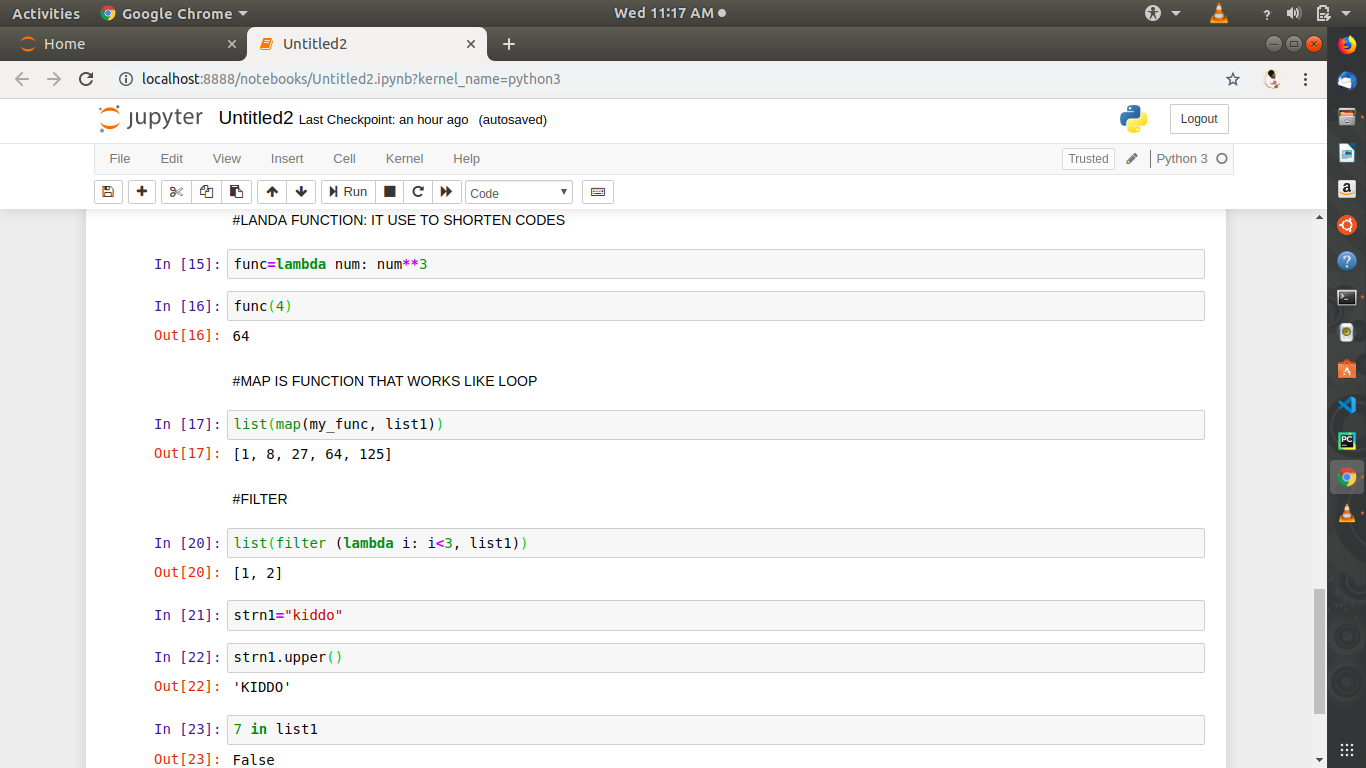 Activities Google Chrome Wed 11:17 AM
Home Untitled2
localhost:8888/notebooks/Untitled2.ipynb?kernel_name=python3
jupyter Untitled2 Last Checkpoint: an hour ago (autosaved) Logout
File Edit View Insert Cell Kernel Help Trusted Python 3
Run Code
#LANDA FUNCTION: IT USE TO SHORTEN CODES
In [15]: func=lambda num: num**3
In [16]: func(4)
Out[16]: 64
#MAP IS FUNCTION THAT WORKS LIKE LOOP
In [17]: list(map(my_func, list1))
Out[17]: [1, 8, 27, 64, 125]
#FILTER
In [20]: list(filter (lambda i: i<3, list1))
Out[20]: [1, 2]
In [21]: strn1="kiddo"
In [22]: strn1.upper()
Out[22]: 'KIDDO'
In [23]: 7 in list1
Out[23]: False